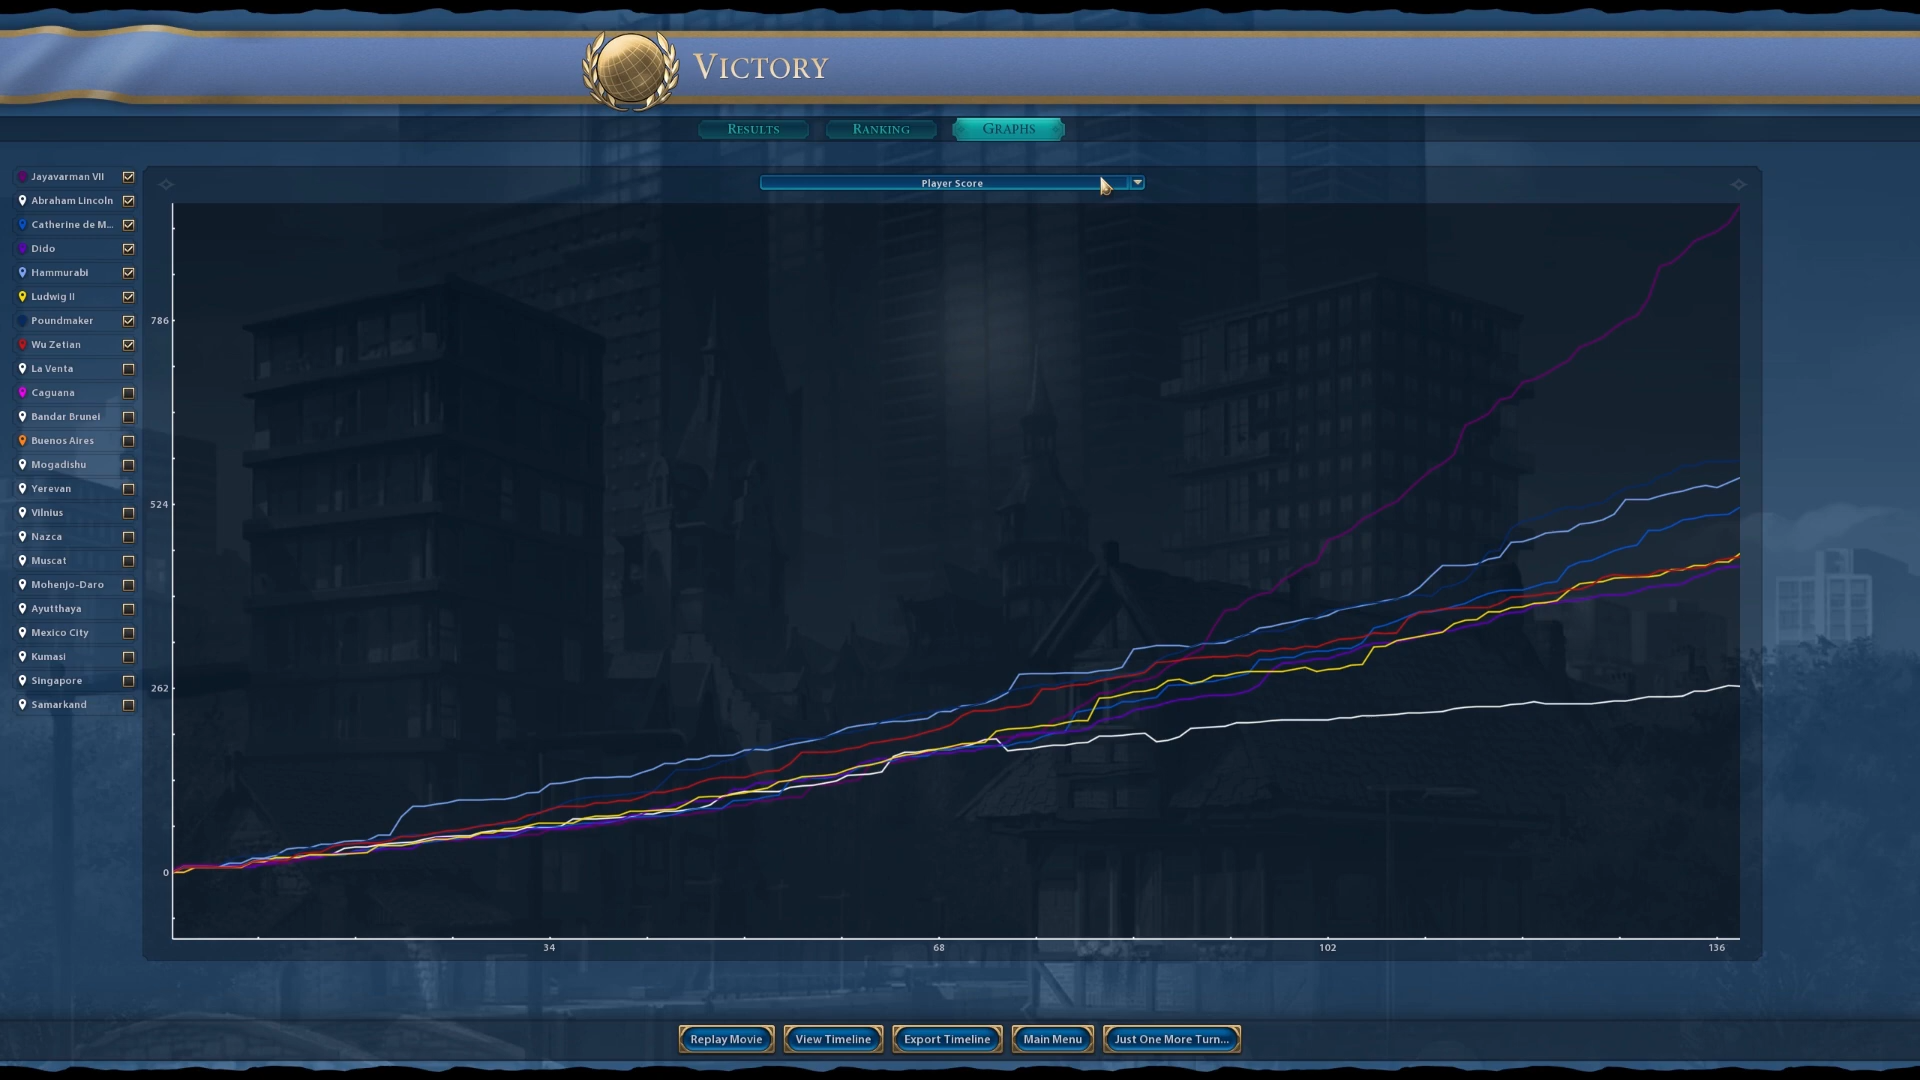 VICTORY
RESULTS
RANKING
GRAPHS
Player Score
Jayavarman VII
Abraham Lincoln
Catherine de M...
Dido
Hammurabi
Ludwig II
Poundmaker
Wu Zetian
La Venta
Caguana
Bandar Brunei
Buenos Aires
Mogadishu
Yerevan
Vilnius
Nazca
Muscat
Mohenjo-Daro
Ayutthaya
Mexico City
Kumasi
Singapore
Samarkand
786
524
262
0
34
68
102
136
Replay Movie
View Timeline
Export Timeline
Main Menu
Just One More Turn...